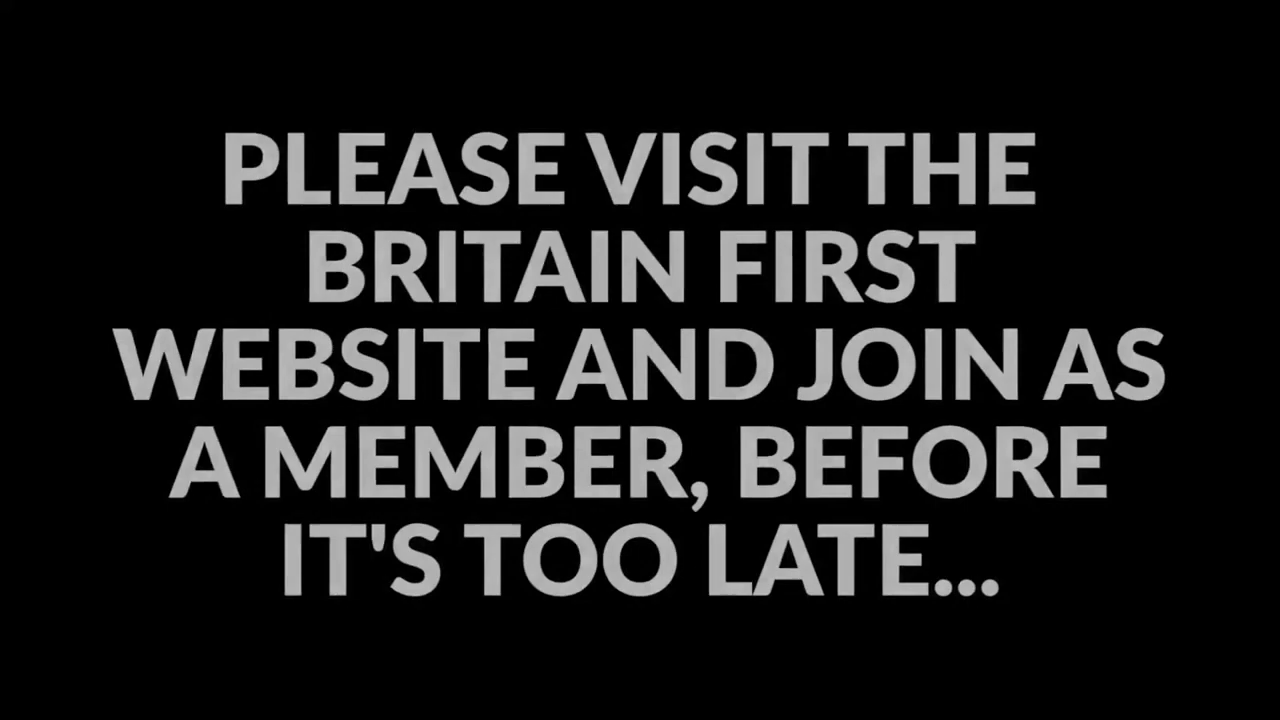 PLEASE VISIT THE
BRITAIN FIRST
WEBSITE AND JOIN AS
A MEMBER, BEFORE
IT'S TOO LATE...